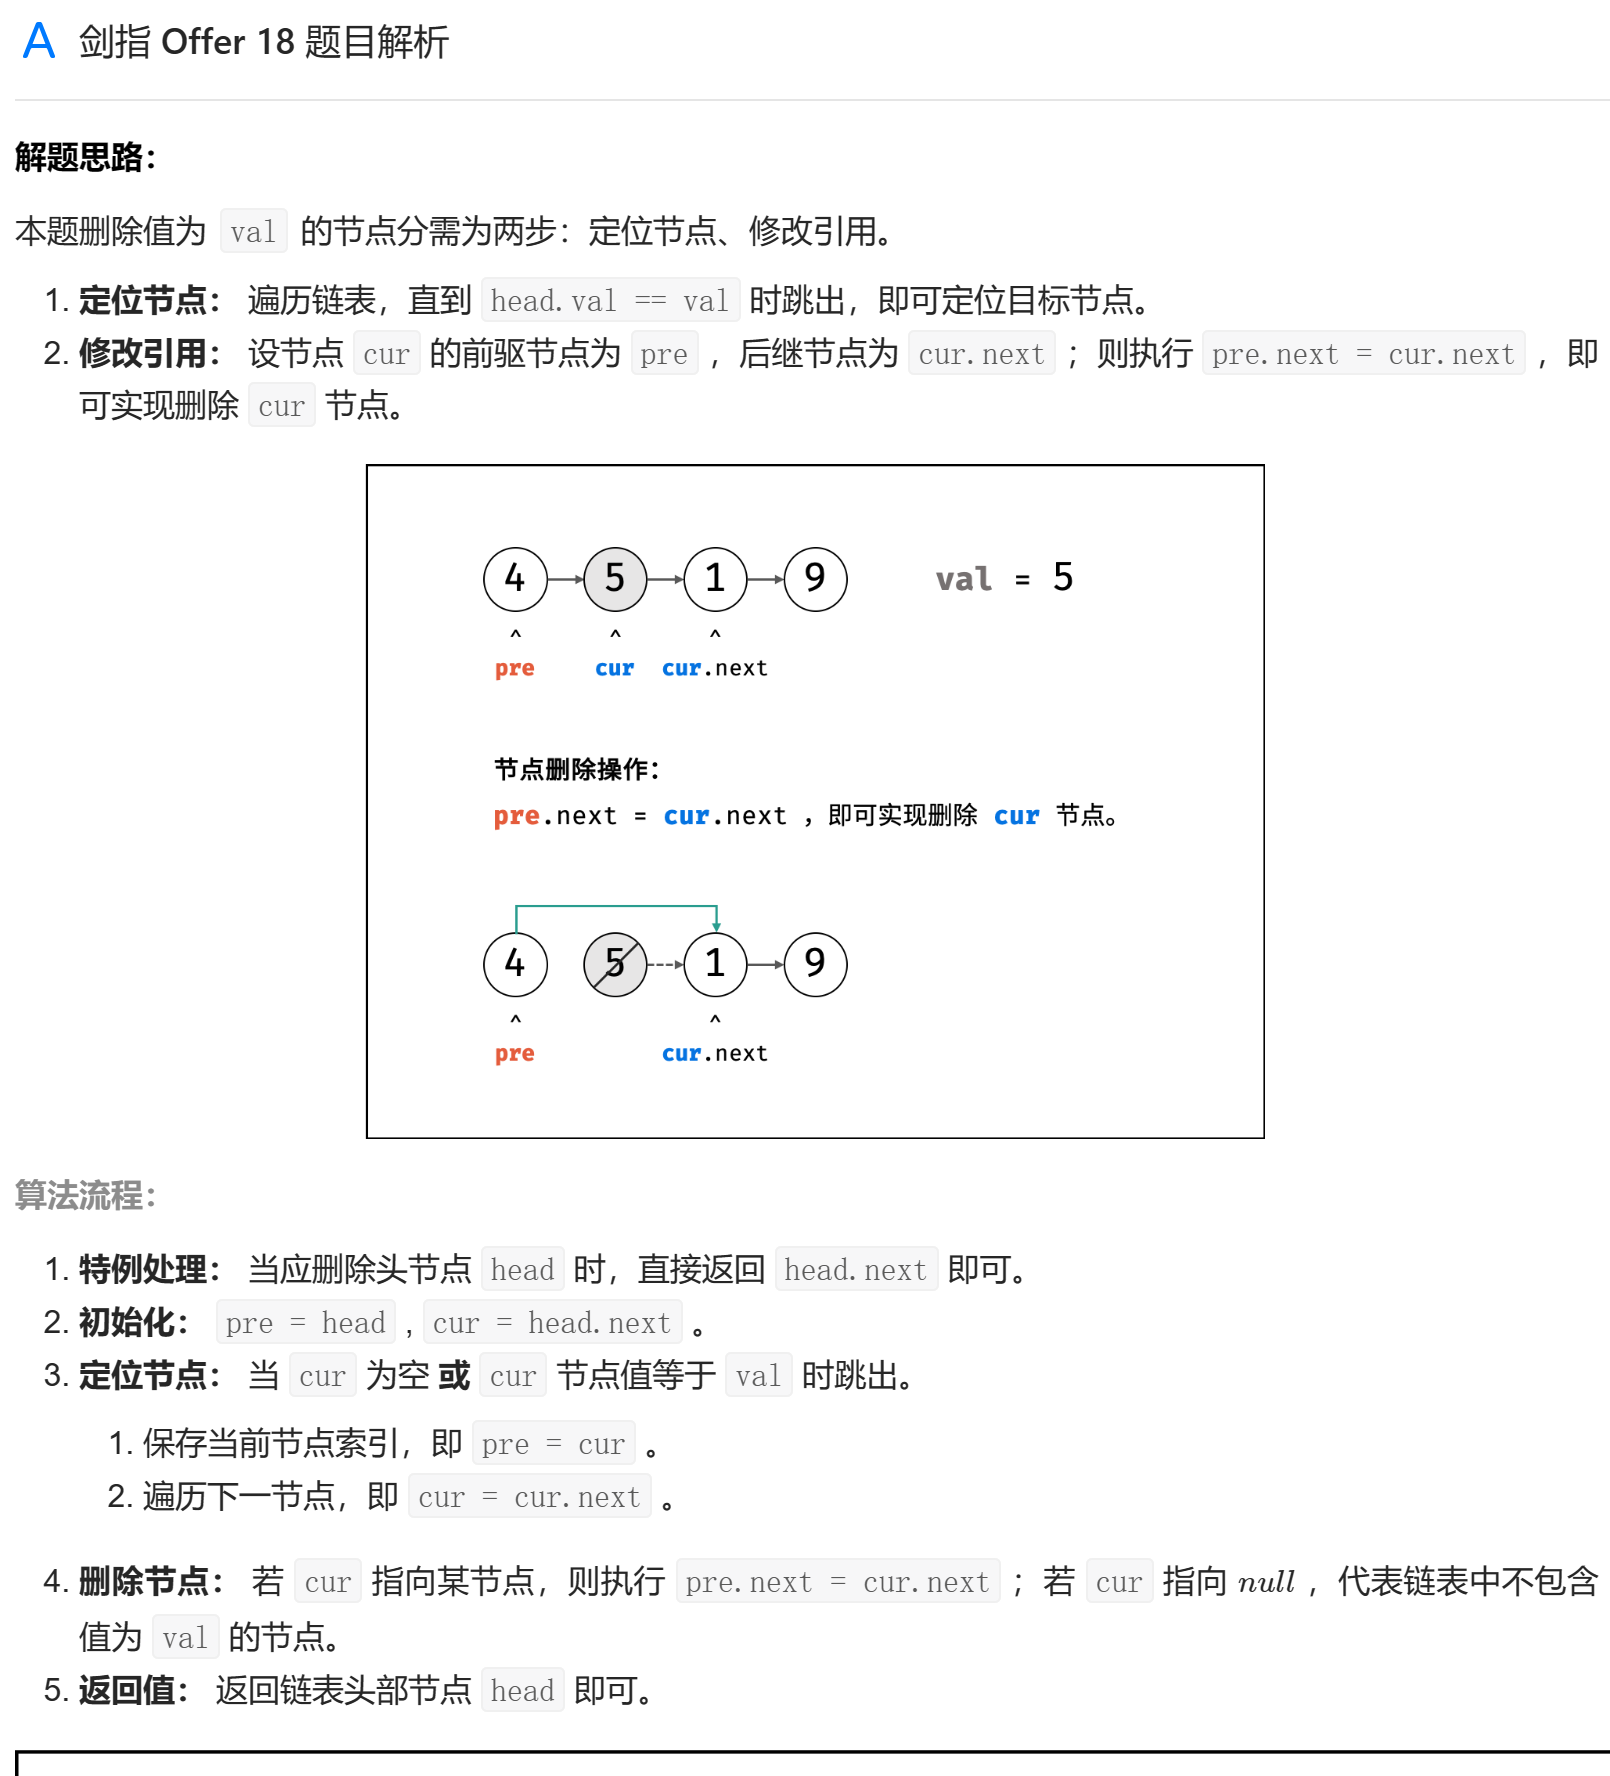 剑指 Offer 18 题目解析
解题思路：
本题删除值为 val 的节点分需为两步：定位节点、修改引用。
1. 定位节点： 遍历链表，直到 head.val == val 时跳出，即可定位目标节点。
2. 修改引用： 设节点 cur 的前驱节点为 pre ，后继节点为 cur.next ；则执行 pre.next = cur.next ，即
可实现删除 cur 节点。
4 5 1 9 val = 5
^ ^ ^
pre cur cur.next
节点删除操作：
pre.next = cur.next ，即可实现删除 cur 节点。
4 5 1 9
^ ^
pre cur.next
算法流程：
1. 特例处理： 当应删除头节点 head 时，直接返回 head.next 即可。
2. 初始化： pre = head , cur = head.next 。
3. 定位节点： 当 cur 为空 或 cur 节点值等于 val 时跳出。
1. 保存当前节点索引，即 pre = cur 。
2. 遍历下一节点，即 cur = cur.next 。
4. 删除节点： 若 cur 指向某节点，则执行 pre.next = cur.next ；若 cur 指向 null ，代表链表中不包含
值为 val 的节点。
5. 返回值： 返回链表头部节点 head 即可。